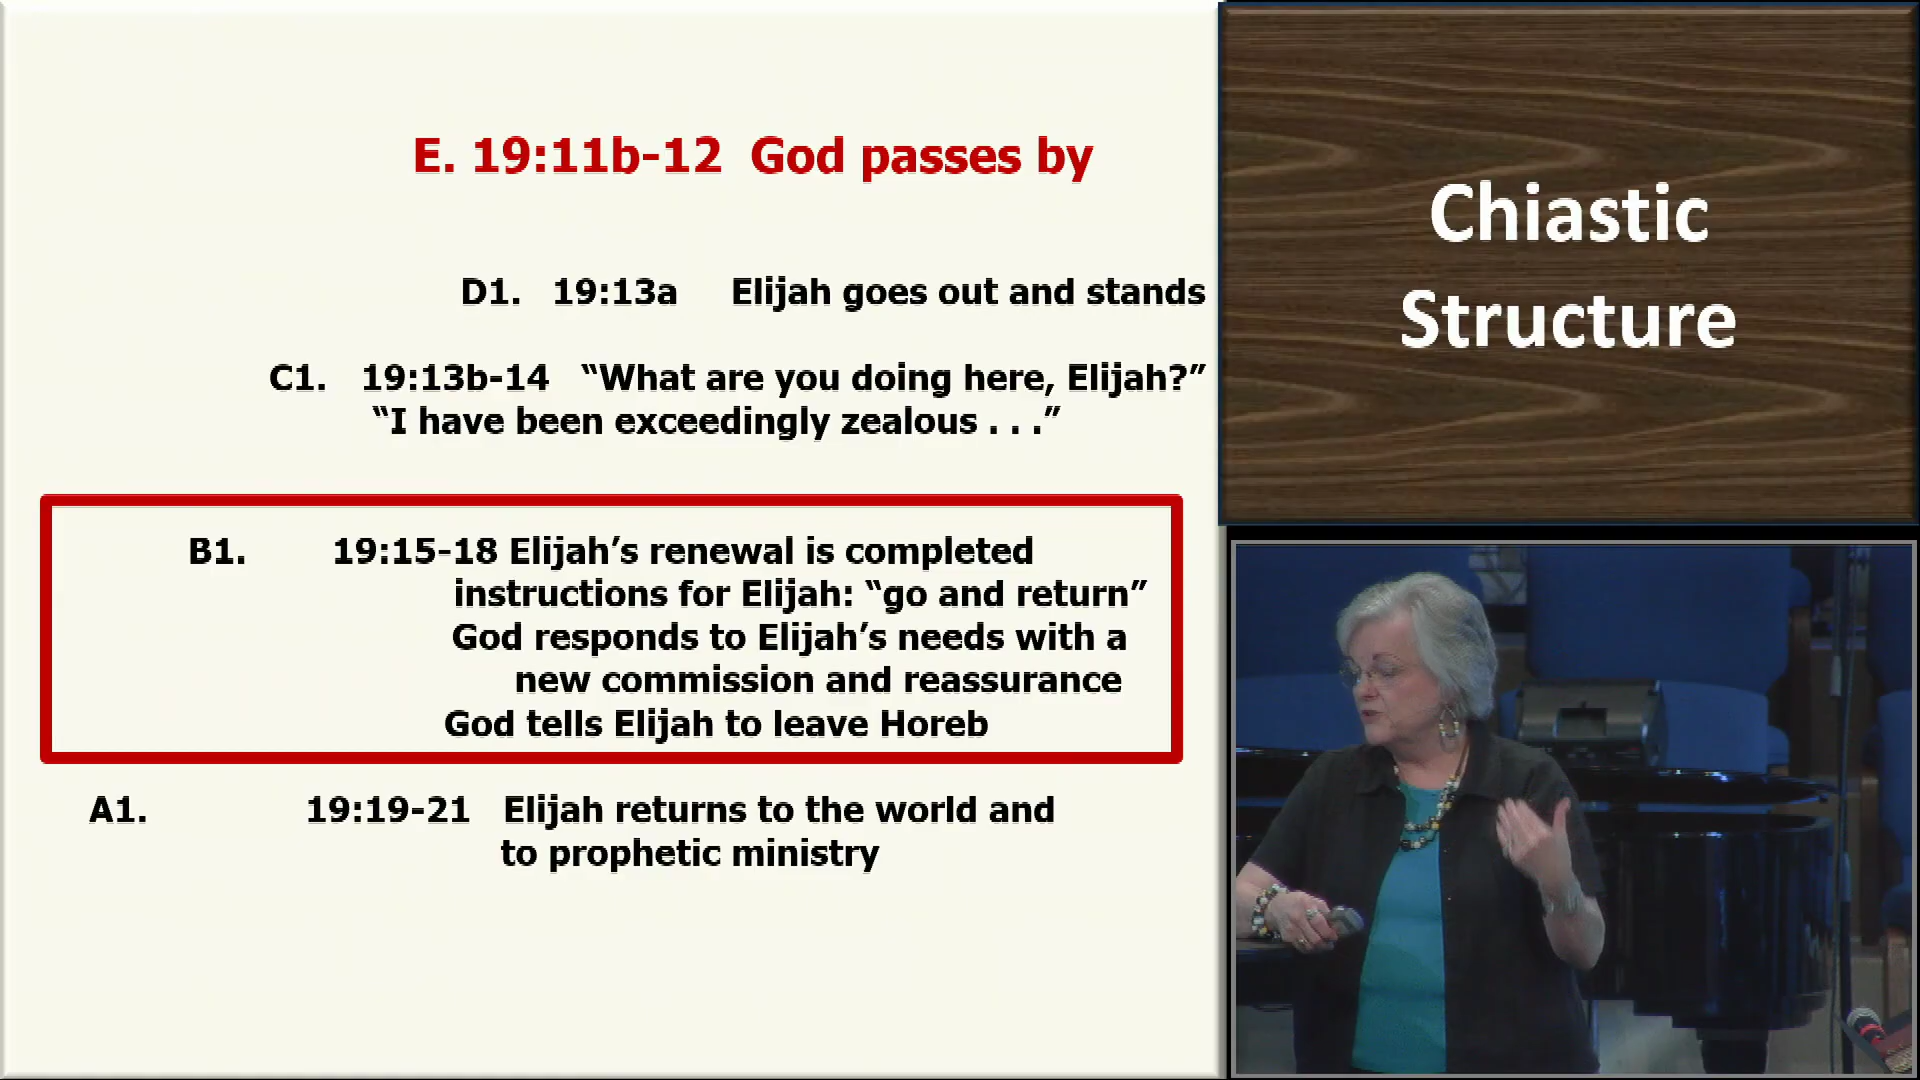 E. 19:11b-12 God passes by
D1. 19:13a Elijah goes out and stands
C1. 19:13b-14 “What are you doing here, Elijah?”
“I have been exceedingly zealous . . .”
B1. 19:15-18 Elijah’s renewal is completed
instructions for Elijah: “go and return”
God responds to Elijah’s needs with a
new commission and reassurance
God tells Elijah to leave Horeb
A1. 19:19-21 Elijah returns to the world and
to prophetic ministry
Chiastic
Structure